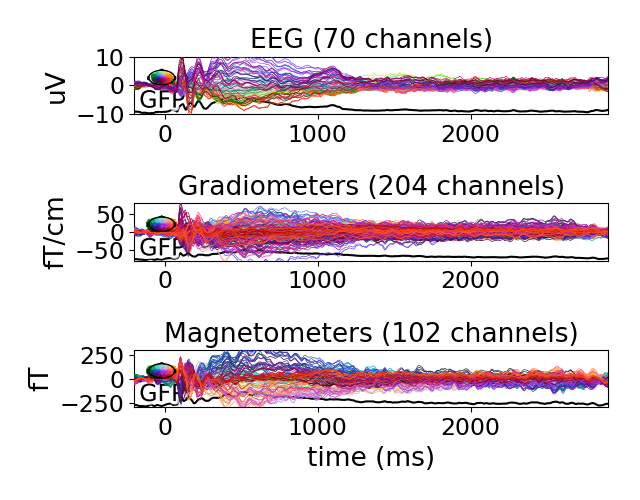 EEG (70 channels)
uV
10
0
−10
GFP
0 1000 2000
Gradiometers (204 channels)
fT/cm
50
0
−50
GFP
0 1000 2000
Magnetometers (102 channels)
fT
250
0
−250
GFP
0 1000 2000
time (ms)